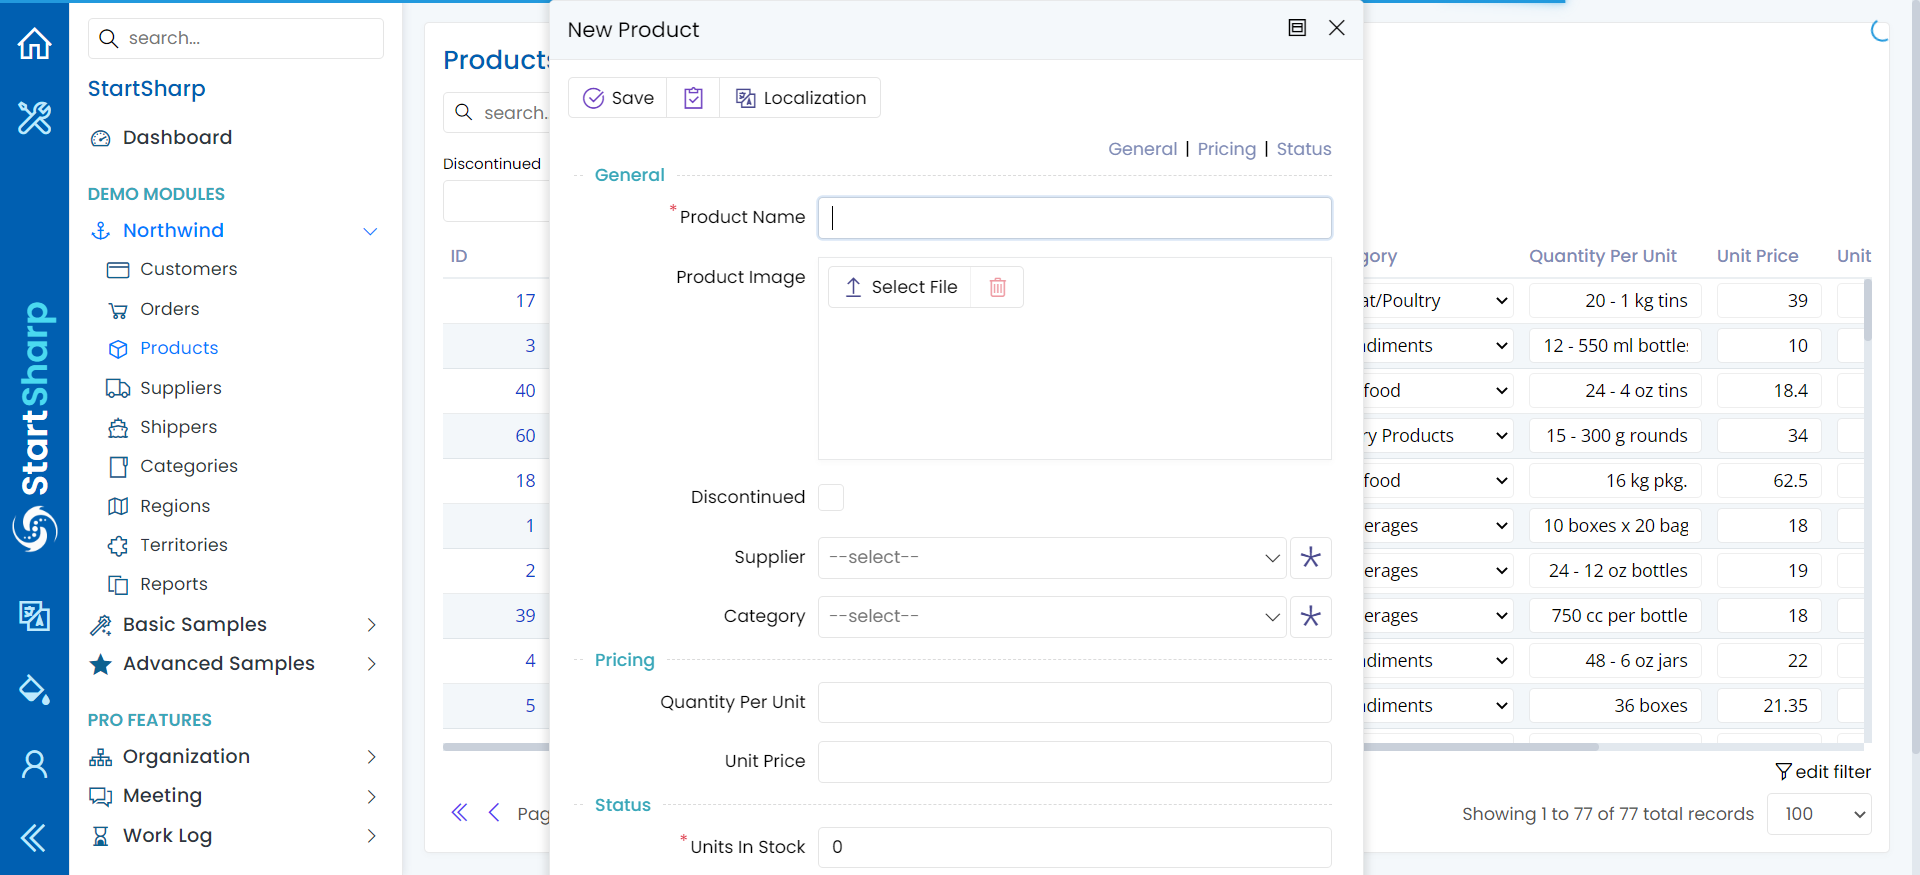 search...
StartSharp
Dashboard
DEMO MODULES
Northwind
Customers
Orders
Products
Suppliers
Shippers
Categories
Regions
Territories
Reports
Basic Samples
Advanced Samples
PRO FEATURES
Organization
Meeting
Work Log
StartSharp
Products
search.
Discontinued
ID
17
3
40
60
18
1
2
39
4
5
Pag
New Product
Save
Localization
General | Pricing | Status
General
* Product Name
Product Image
Select File
Discontinued
Supplier
--select--
Category
--select--
Pricing
Quantity Per Unit
Unit Price
Status
* Units In Stock
0
gory Quantity Per Unit Unit Price Unit
at/Poultry 20 - 1 kg tins 39
diments 12 - 550 ml bottles 10
food 24 - 4 oz tins 18.4
ry Products 15 - 300 g rounds 34
food 16 kg pkg. 62.5
erages 10 boxes x 20 bag 18
erages 24 - 12 oz bottles 19
erages 750 cc per bottle 18
diments 48 - 6 oz jars 22
diments 36 boxes 21.35
edit filter
Showing 1 to 77 of 77 total records
100